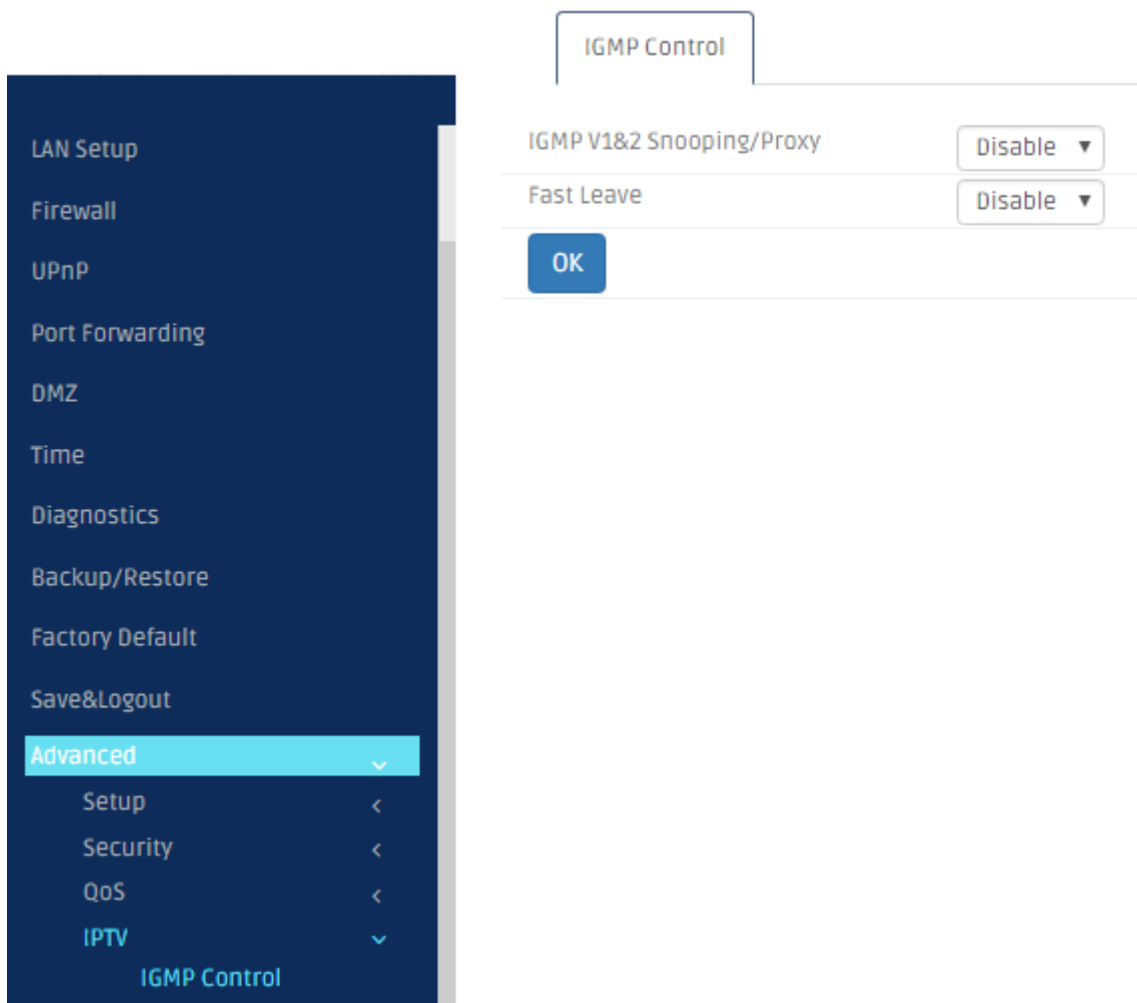 IGMP Control
LAN Setup
Firewall
UPnP
Port Forwarding
DMZ
Time
Diagnostics
Backup/Restore
Factory Default
Save&Logout
Advanced
Setup
Security
QoS
IPTV
IGMP Control
IGMP V1&2 Snooping/Proxy Disable
Fast Leave Disable
OK